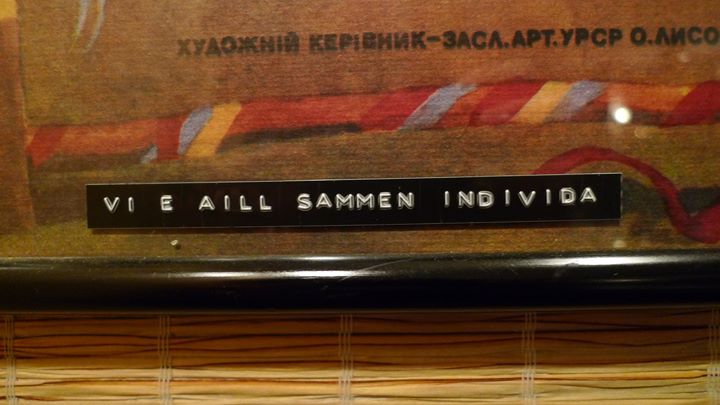 ХУДОЖНІЙ КЕРІВНИК-ЗАСЛ.АРТ.УРСР О.ЛИСО
VI E AILL SAMMEN INDIVIDA